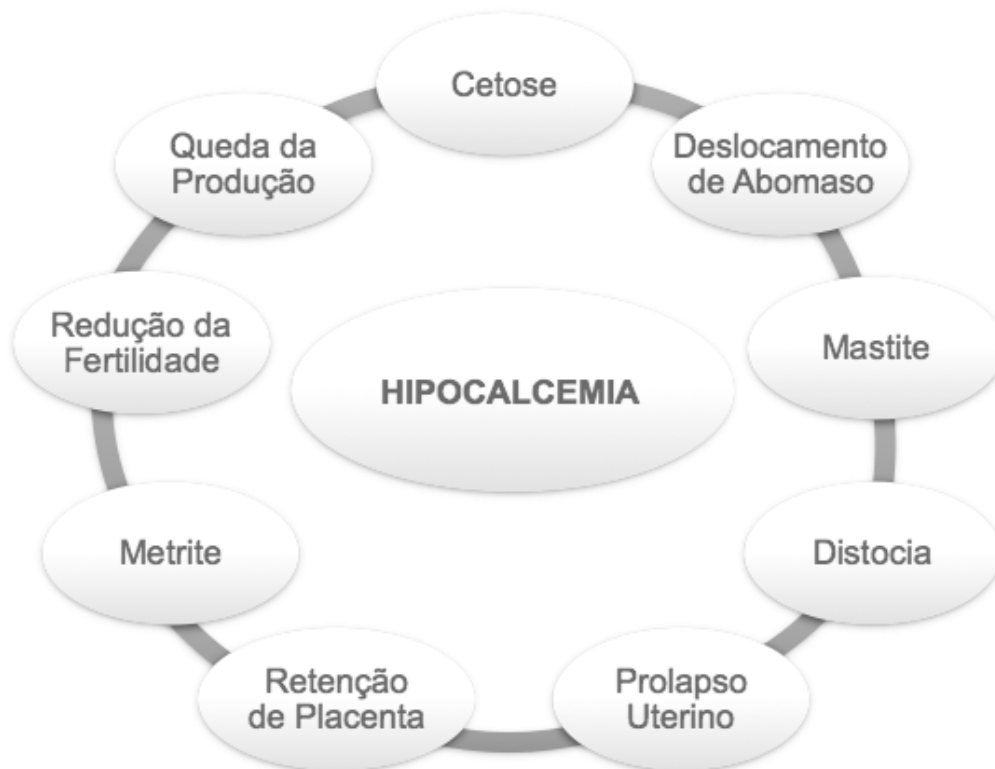 Cetose
Deslocamento
de Abomaso
Mastite
Distocia
Prolapso
Uterino
Retenção
de Placenta
Metrite
Redução da
Fertilidade
Queda da
Produção
HIPOCALCEMIA